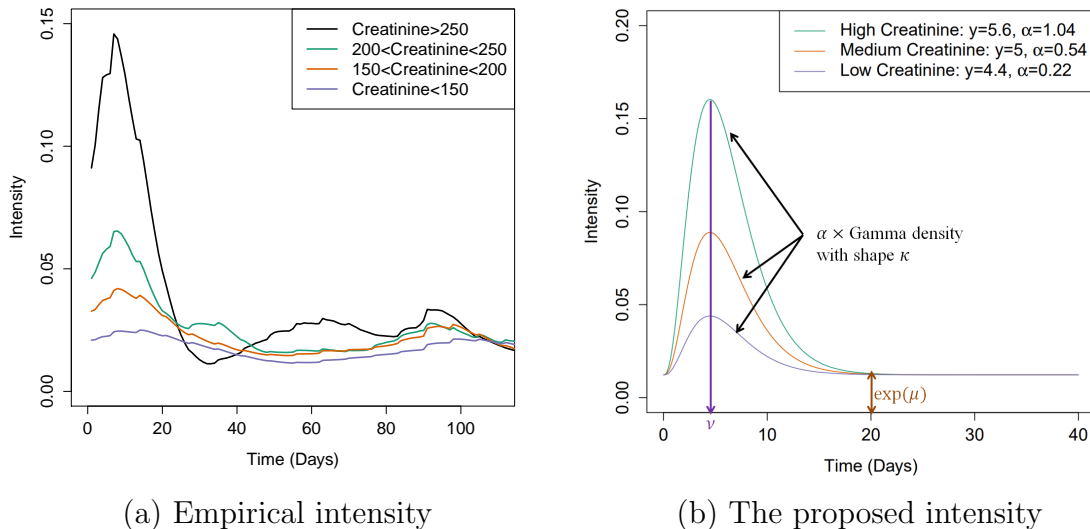 Creatinine>250
200<Creatinine<250
150<Creatinine<200
Creatinine<150
0.15
0.10
0.05
0.00
Intensity
0 20 40 60 80 100
Time (Days)
(a) Empirical intensity
High Creatinine: y=5.6, α=1.04
Medium Creatinine: y=5, α=0.54
Low Creatinine: y=4.4, α=0.22
0.20
0.15
0.10
0.05
0.00
Intensity
α × Gamma density
with shape κ
exp(μ)
ν
0 10 20 30 40
Time (Days)
(b) The proposed intensity